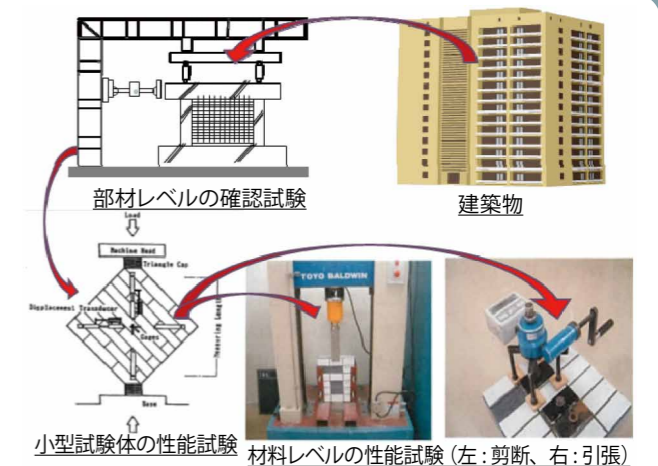 部材レベルの確認試験
建築物
Load
Machine Head
Triangle Cap
Displacement Transducer
Gages
Measuring Length
Base
TOYO BALDWIN
小型試験体の性能試験
材料レベルの性能試験（左：剪断、右：引張）